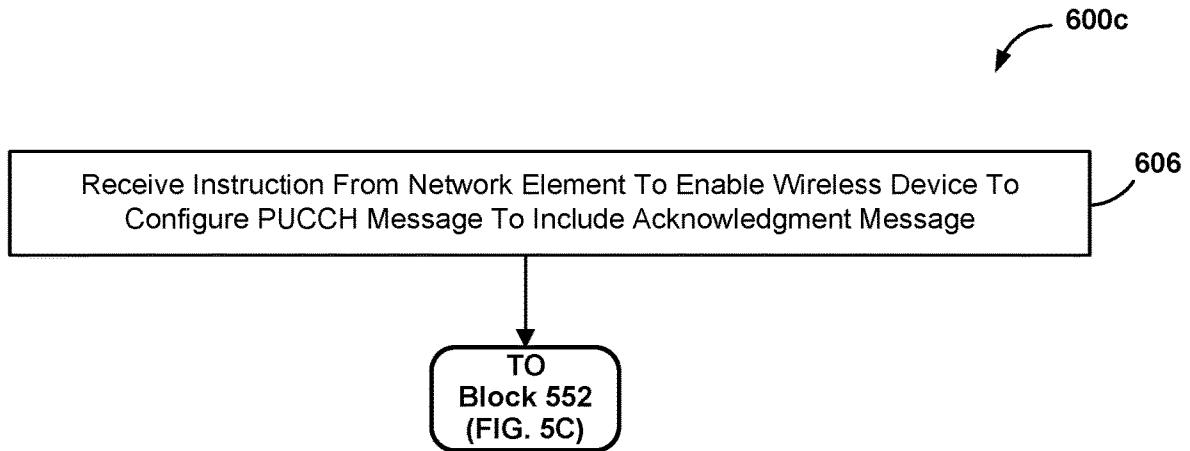 600c
606
Receive Instruction From Network Element To Enable Wireless Device To
Configure PUCCH Message To Include Acknowledgment Message
TO
Block 552
(FIG. 5C)